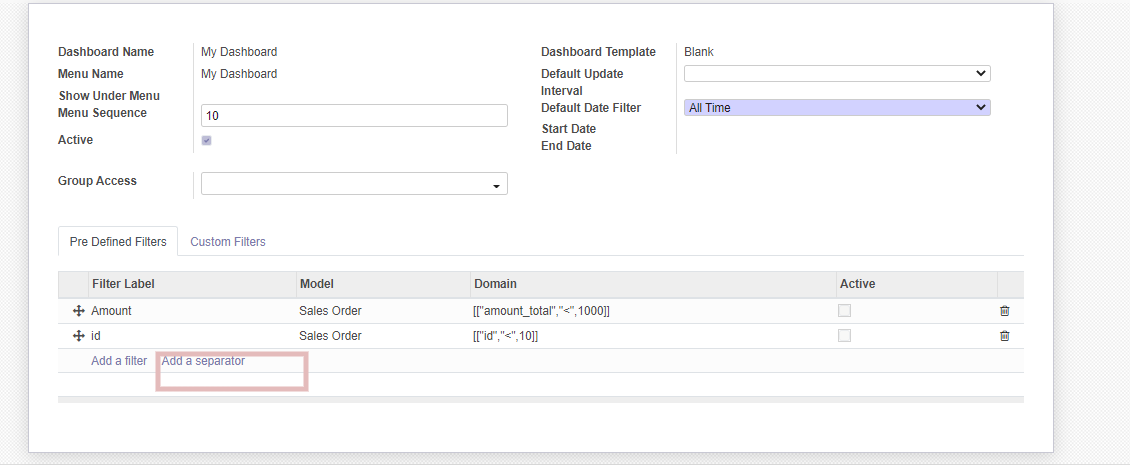 Dashboard Name My Dashboard
Menu Name My Dashboard
Show Under Menu
Menu Sequence 10
Active
Group Access
Dashboard Template Blank
Default Update
Interval
Default Date Filter All Time
Start Date
End Date
Pre Defined Filters Custom Filters
Filter Label Model Domain Active
Amount Sales Order [["amount_total","<",1000]]
id Sales Order [["id","<",10]]
Add a filter Add a separator